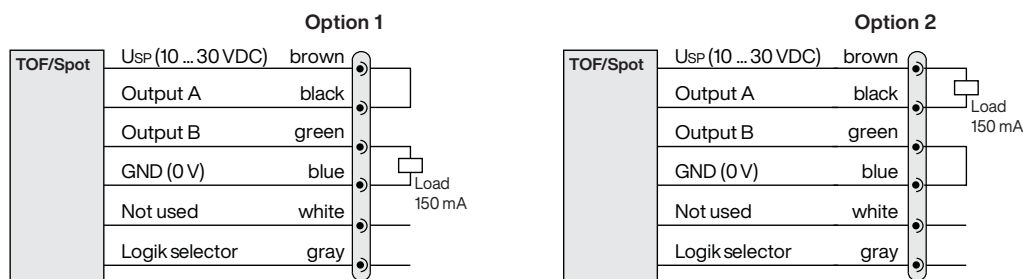 Option 1
TOF/Spot
USP (10 ... 30 VDC) brown
Output A black
Output B green
GND (0 V) blue
Load
150 mA
Not used white
Logik selector gray
Option 2
TOF/Spot
USP (10 ... 30 VDC) brown
Output A black
Load
150 mA
Output B green
GND (0 V) blue
Not used white
Logik selector gray